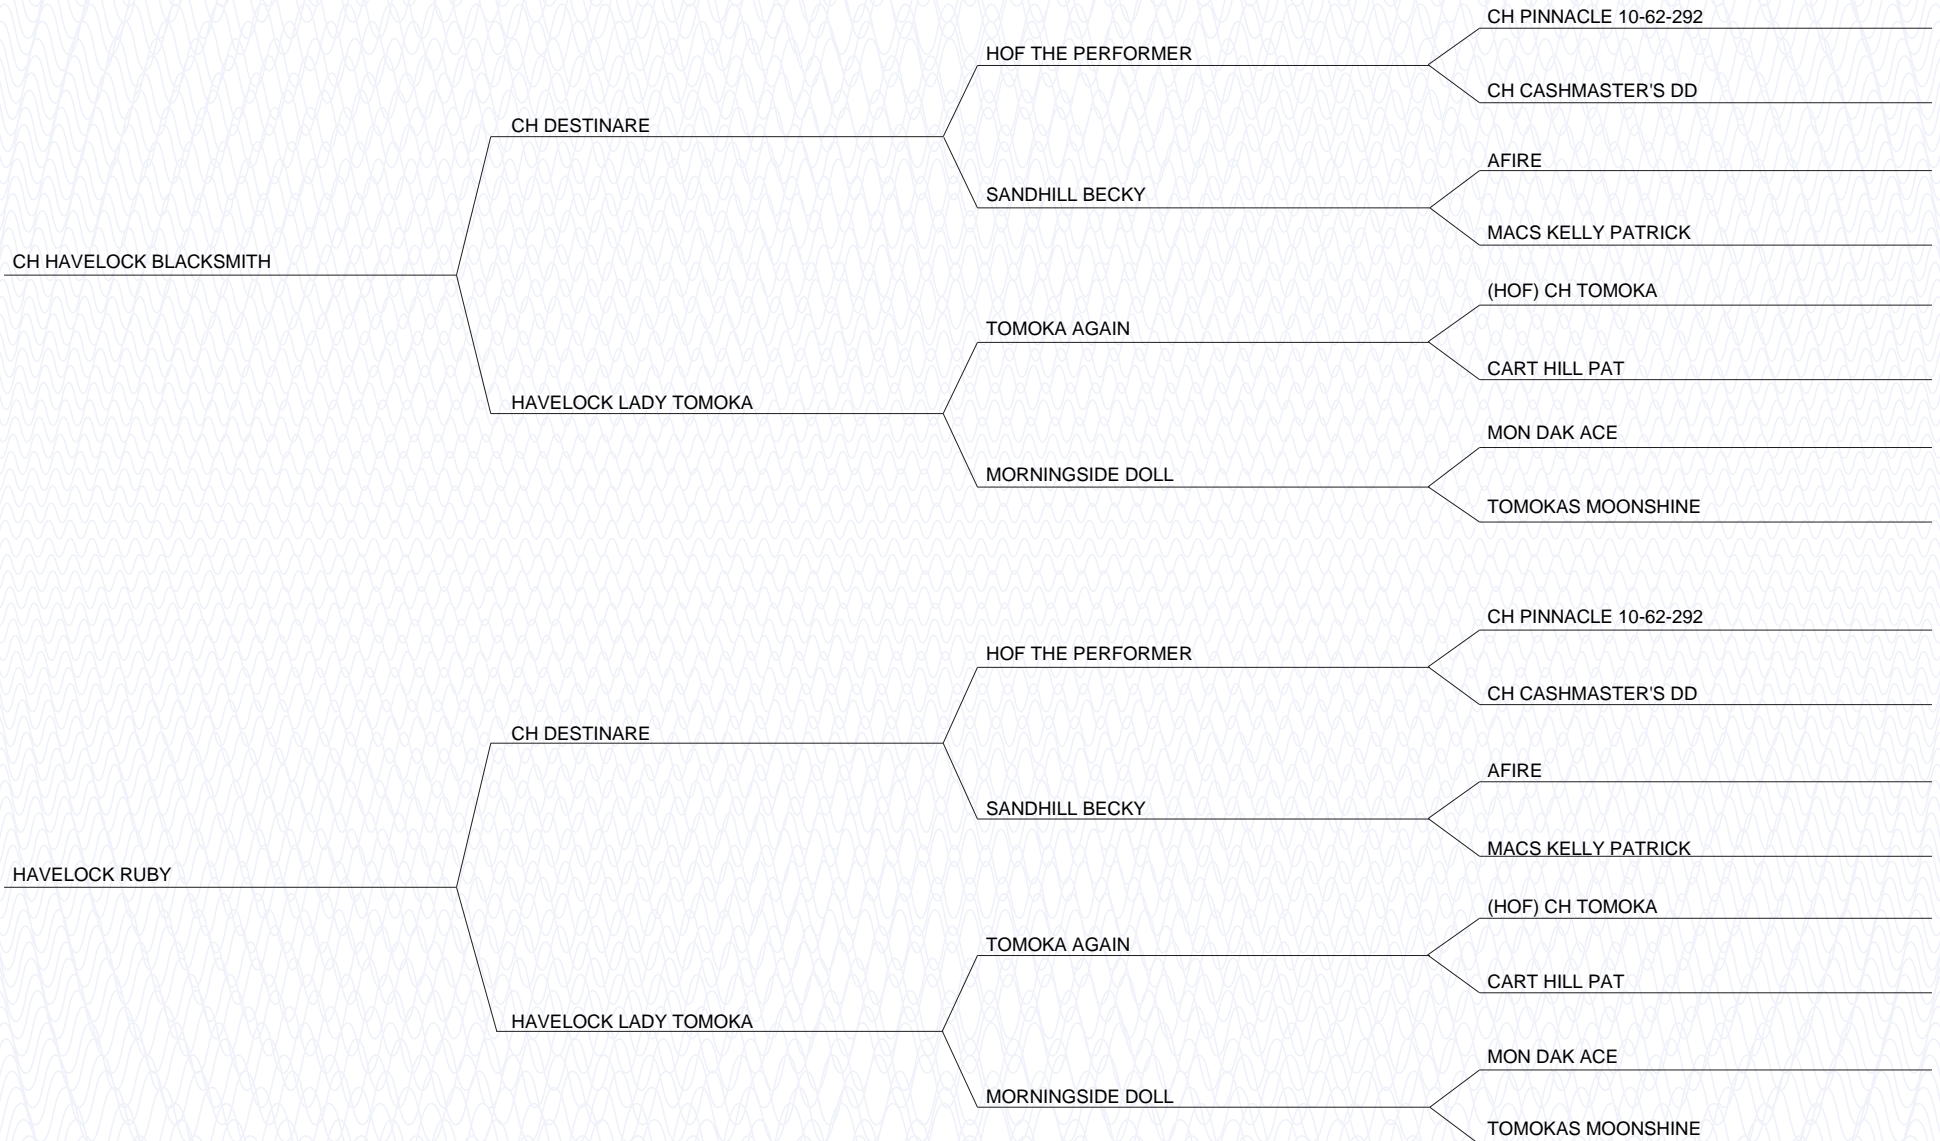 CH PINNACLE 10-62-292
HOF THE PERFORMER
CH CASHMASTER'S DD
CH DESTINARE
AFIRE
SANDHILL BECKY
MACS KELLY PATRICK
CH HAVELOCK BLACKSMITH
(HOF) CH TOMOKA
TOMOKA AGAIN
CART HILL PAT
HAVELOCK LADY TOMOKA
MON DAK ACE
MORNINGSIDE DOLL
TOMOKAS MOONSHINE
CH PINNACLE 10-62-292
HOF THE PERFORMER
CH CASHMASTER'S DD
CH DESTINARE
AFIRE
SANDHILL BECKY
MACS KELLY PATRICK
HAVELOCK RUBY
(HOF) CH TOMOKA
TOMOKA AGAIN
CART HILL PAT
HAVELOCK LADY TOMOKA
MON DAK ACE
MORNINGSIDE DOLL
TOMOKAS MOONSHINE